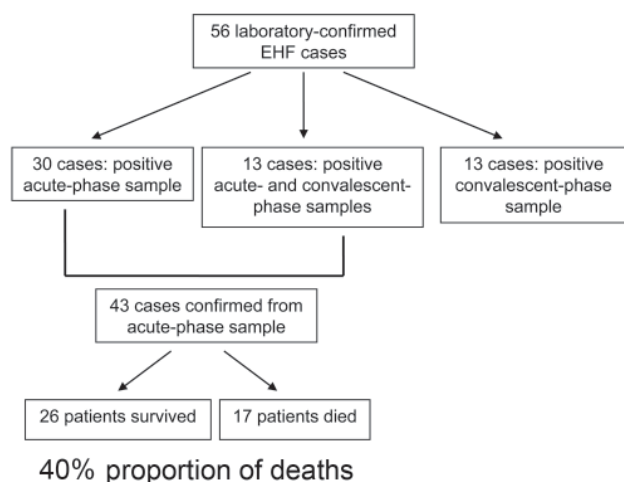 56 laboratory-confirmed
EHF cases
30 cases: positive
acute-phase sample
13 cases: positive
acute- and convalescent-
phase samples
13 cases: positive
convalescent-phase
sample
43 cases confirmed from
acute-phase sample
26 patients survived
17 patients died
40% proportion of deaths